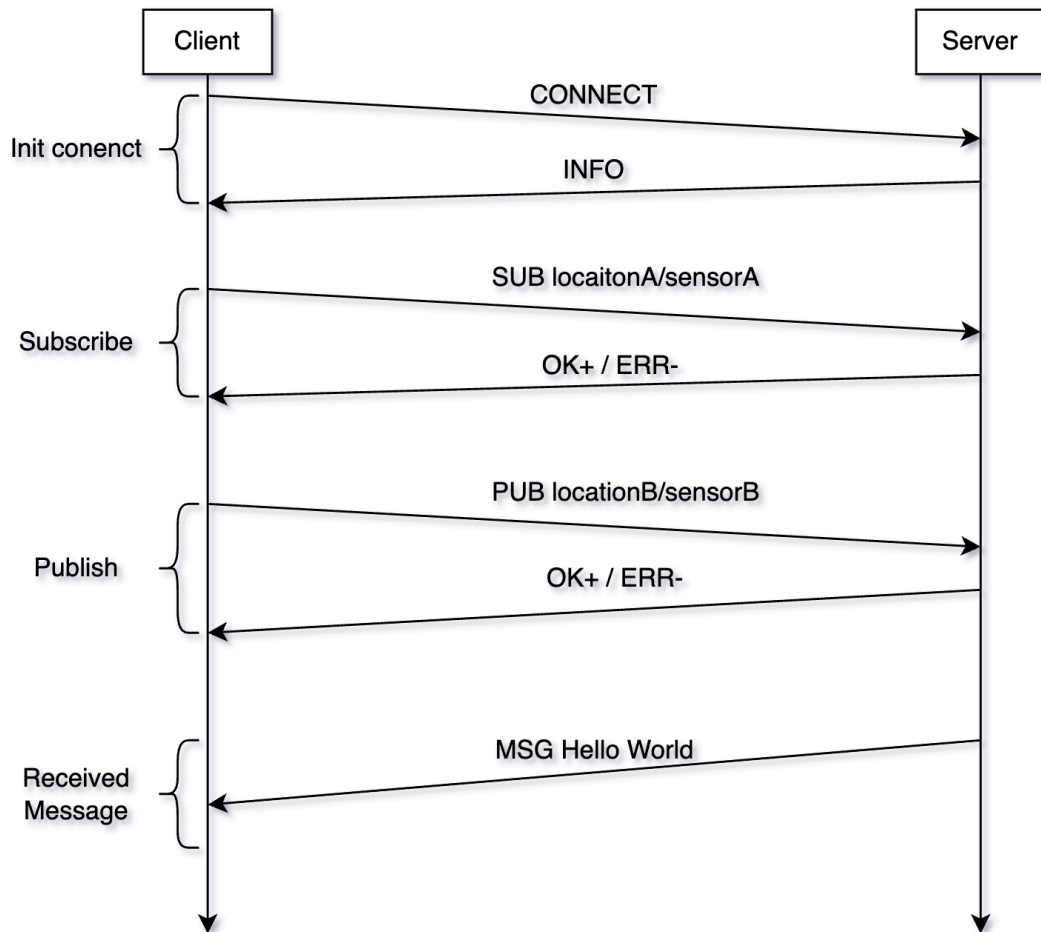 Client
Server
CONNECT
Init conenct
INFO
SUB locaitonA/sensorA
Subscribe
OK+ / ERR-
PUB locationB/sensorB
Publish
OK+ / ERR-
MSG Hello World
Received
Message